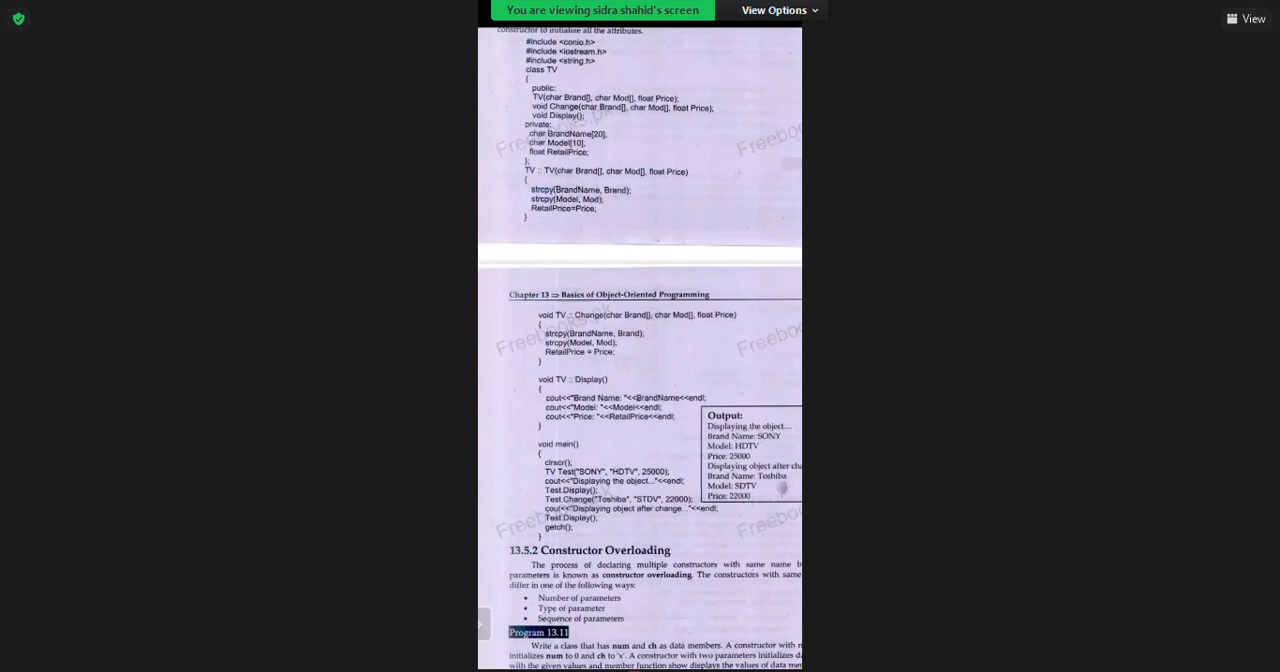 You are viewing sidra shahid's screen
View Options
View
constructor to initialize all the attributes.
#include <conio.h>
#include <iostream.h>
#include <string.h>
class TV
{
public:
TV(char Brand[], char Mod[], float Price);
void Change(char Brand[], char Mod[], float Price);
void Display();
private:
char BrandName[20];
char Model[10];
float RetailPrice;
};
TV :: TV(char Brand[], char Mod[], float Price)
{
strcpy(BrandName, Brand);
strcpy(Model, Mod);
RetailPrice=Price;
}
Chapter 13 ⇒ Basics of Object-Oriented Programming
void TV :: Change(char Brand[], char Mod[], float Price)
{
strcpy(BrandName, Brand);
strcpy(Model, Mod);
RetailPrice = Price;
}
void TV :: Display()
{
cout<<"Brand Name: "<<BrandName<<endl;
cout<<"Model: "<<Model<<endl;
cout<<"Price: "<<RetailPrice<<endl;
}
void main()
{
clrscr();
TV Test("SONY", "HDTV", 25000);
cout<<"Displaying the object..."<<endl;
Test.Display();
Test.Change("Toshiba", "STDV", 22000);
cout<<"Displaying object after change..."<<endl;
Test.Display();
getch();
}
Output:
Displaying the object...
Brand Name: SONY
Model: HDTV
Price: 25000
Displaying object after cha
Brand Name: Toshiba
Model: SDTV
Price: 22000
13.5.2 Constructor Overloading
The process of declaring multiple constructors with same name b
parameters is known as constructor overloading. The constructors with same
differ in one of the following ways:
• Number of parameters
• Type of parameter
• Sequence of parameters
Program 13.11
Write a class that has num and ch as data members. A constructor with n
initializes num to 0 and ch to 'x'. A constructor with two parameters initializes d
with the given values and member function show displays the values of data mem